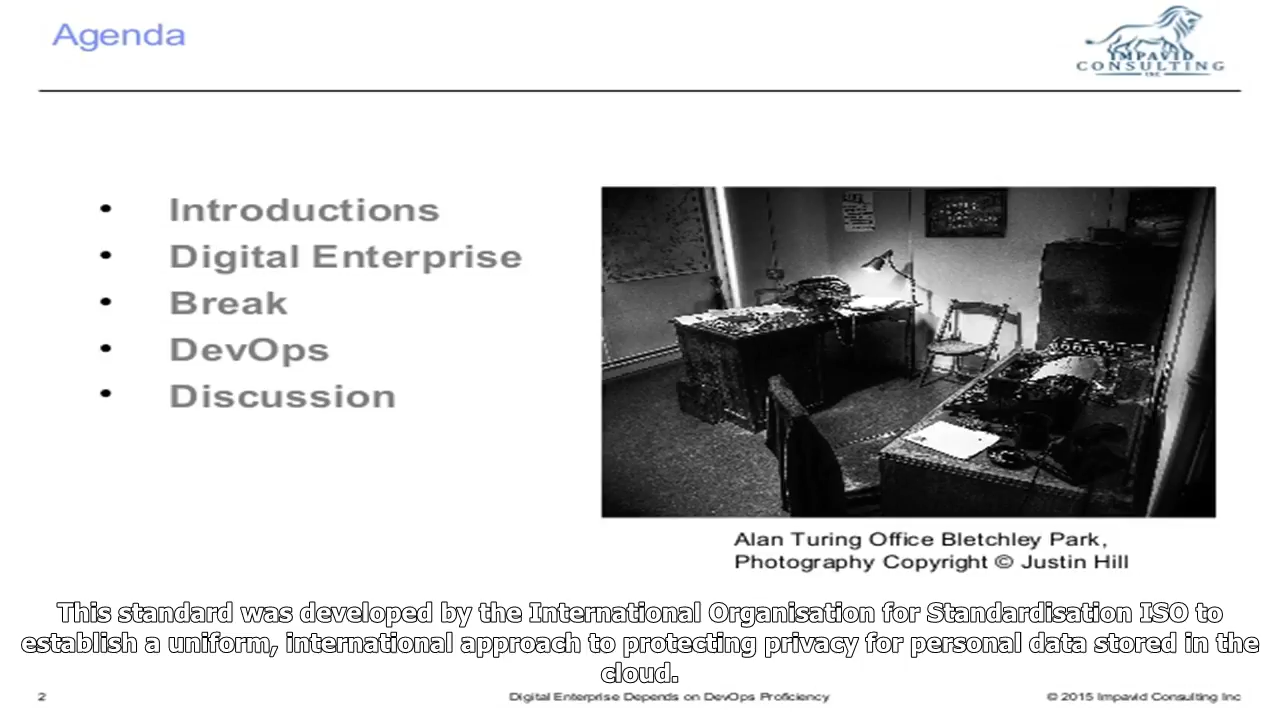 Agenda
IMPAVID
CONSULTING
INC
• Introductions
• Digital Enterprise
• Break
• DevOps
• Discussion
Alan Turing Office Bletchley Park,
Photography Copyright © Justin Hill
This standard was developed by the International Organisation for Standardisation ISO to
establish a uniform, international approach to protecting privacy for personal data stored in the
cloud.
2 Digital Enterprise Depends on DevOps Proficiency © 2015 Impavid Consulting Inc